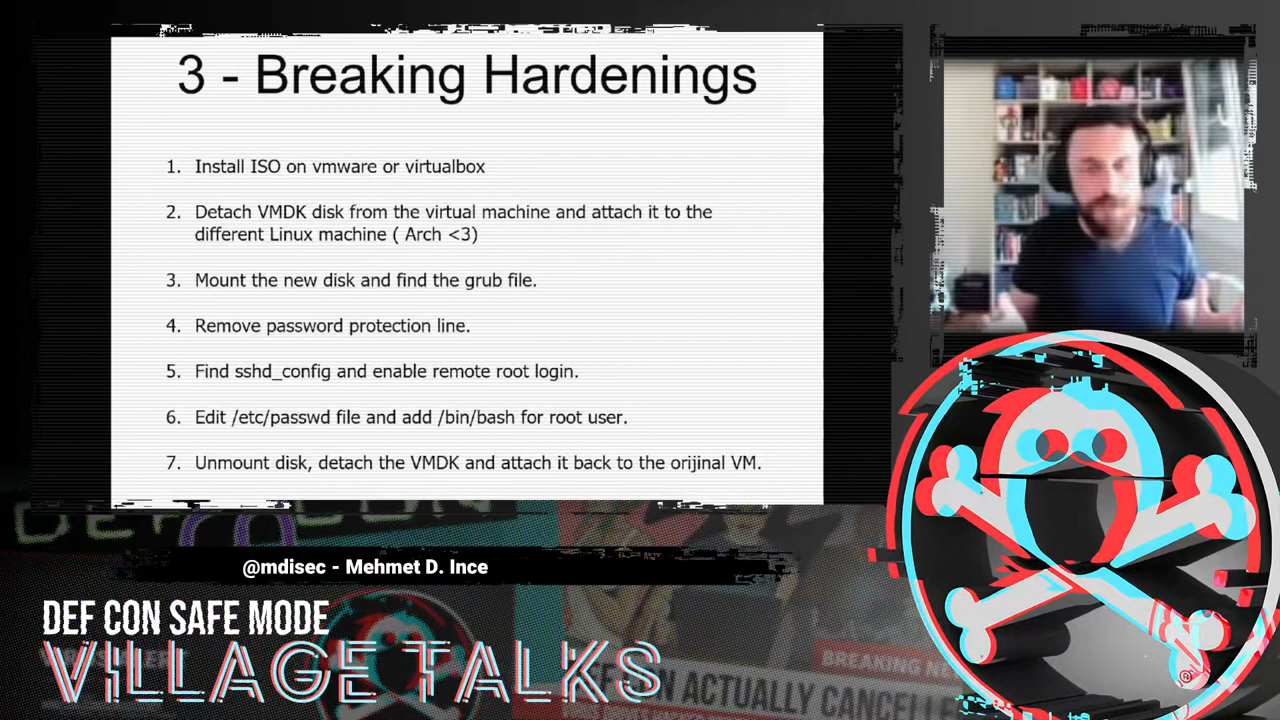 3 - Breaking Hardenings
1. Install ISO on vmware or virtualbox
2. Detach VMDK disk from the virtual machine and attach it to the
different Linux machine ( Arch <3)
3. Mount the new disk and find the grub file.
4. Remove password protection line.
5. Find sshd_config and enable remote root login.
6. Edit /etc/passwd file and add /bin/bash for root user.
7. Unmount disk, detach the VMDK and attach it back to the orijinal VM.
DEF CON
@mdisec - Mehmet D. Ince
DEF CON SAFE MODE
VILLAGE TALKS
BREAKING NE
ACTUALLY CANCELLE
®